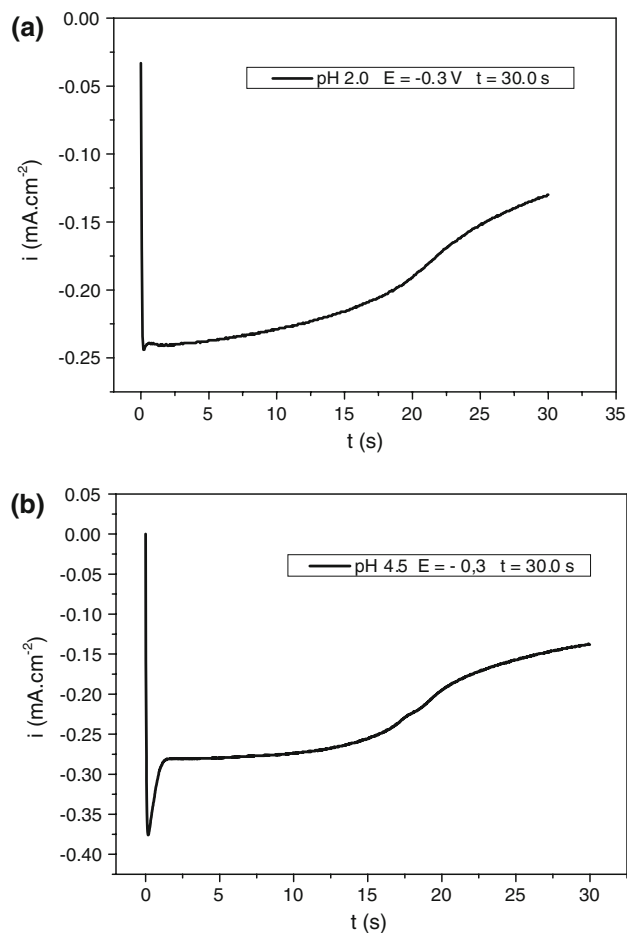 (a)
0.00
-0.05
-0.10
-0.15
-0.20
-0.25
i (mA.cm-2)
pH 2.0 E = -0.3 V t = 30.0 s
0 5 10 15 20 25 30 35
t (s)
(b)
0.05
0.00
-0.05
-0.10
-0.15
-0.20
-0.25
-0.30
-0.35
-0.40
i (mA.cm-2)
pH 4.5 E = - 0,3 t = 30.0 s
0 5 10 15 20 25 30
t (s)